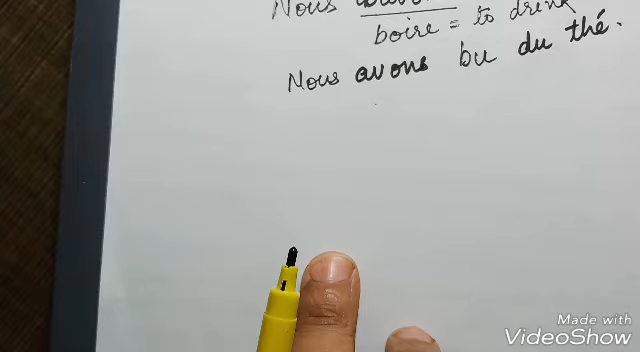 Nous
boire = to drink
Nous avons bu du thé.
Made with
VideoShow